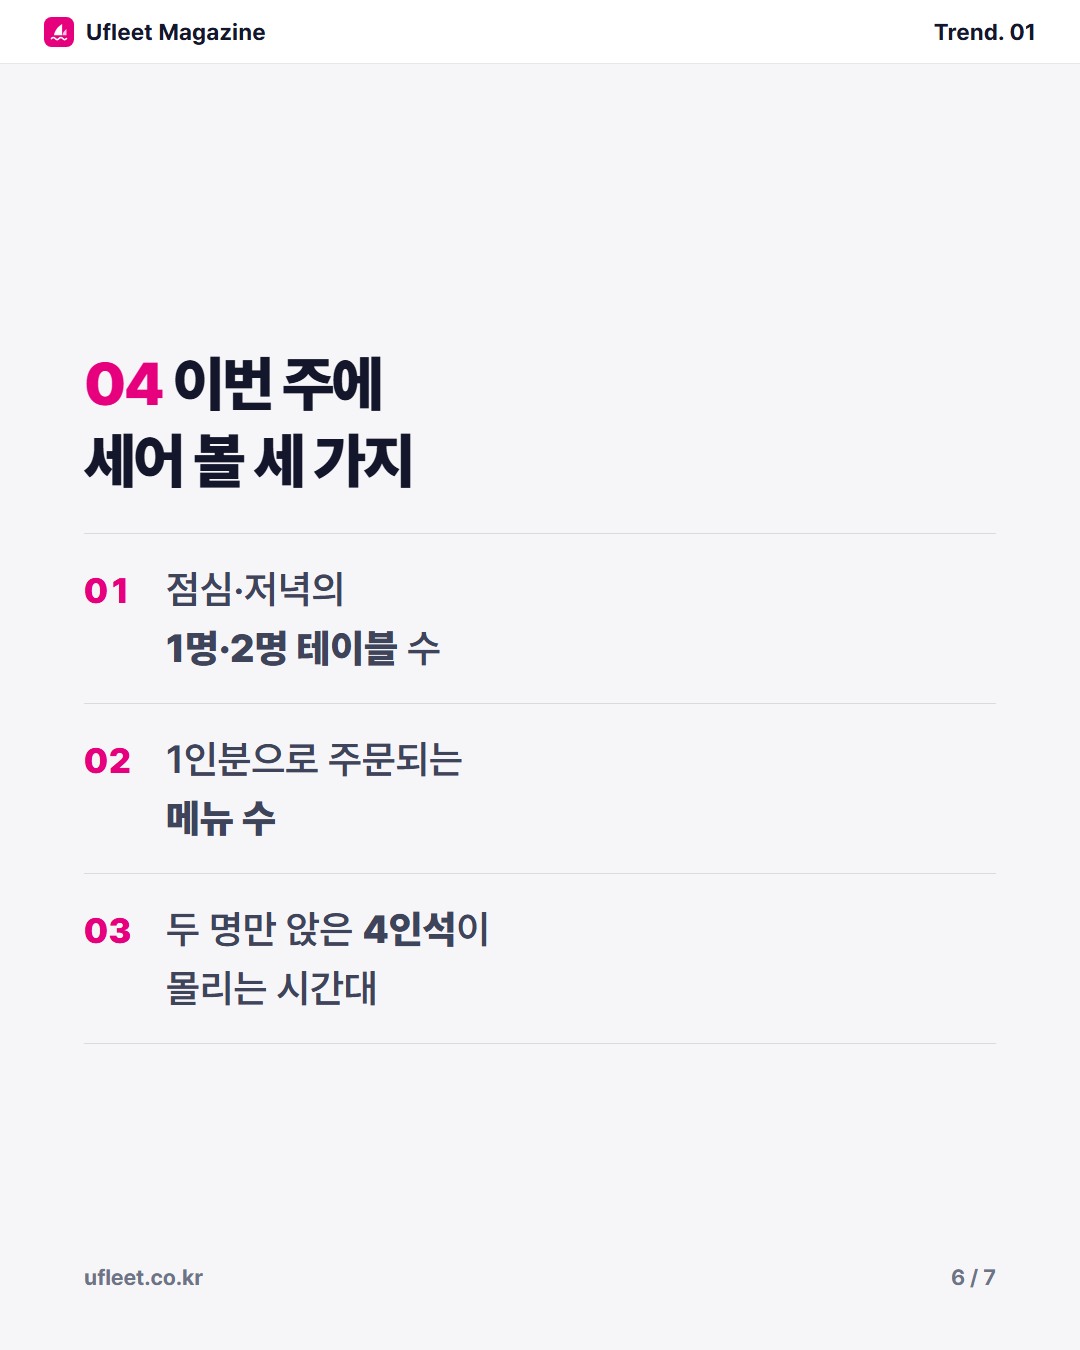 Ufleet Magazine
Trend. 01
04 이번 주에
세어 볼 세 가지
01 점심·저녁의
1명·2명 테이블 수
02 1인분으로 주문되는
메뉴 수
03 두 명만 앉은 4인석이
몰리는 시간대
ufleet.co.kr
6 / 7